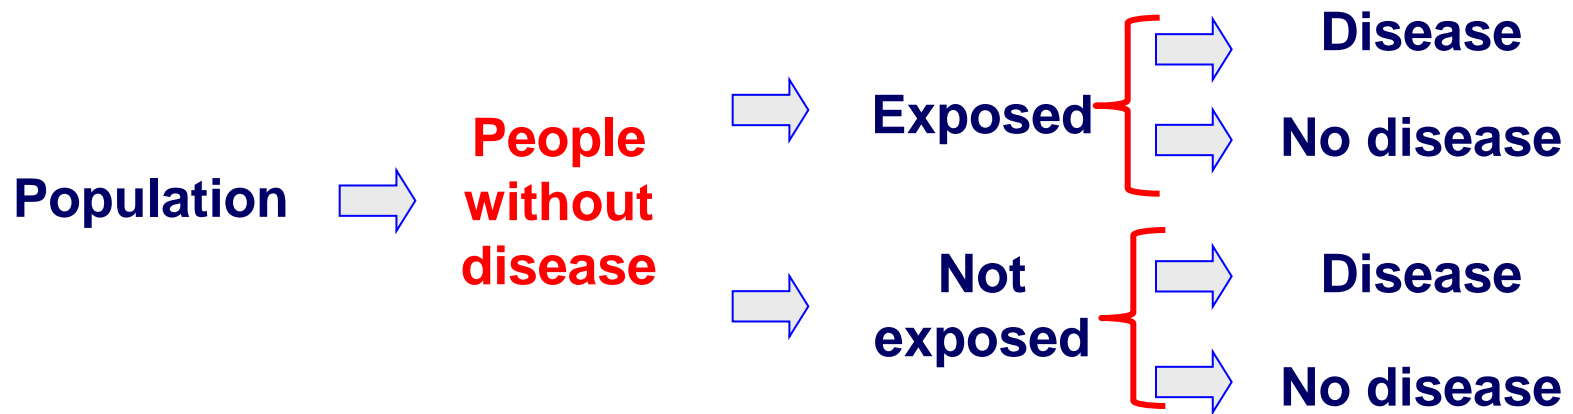 Population
People
without
disease
Exposed
Disease
No disease
Not
exposed
Disease
No disease